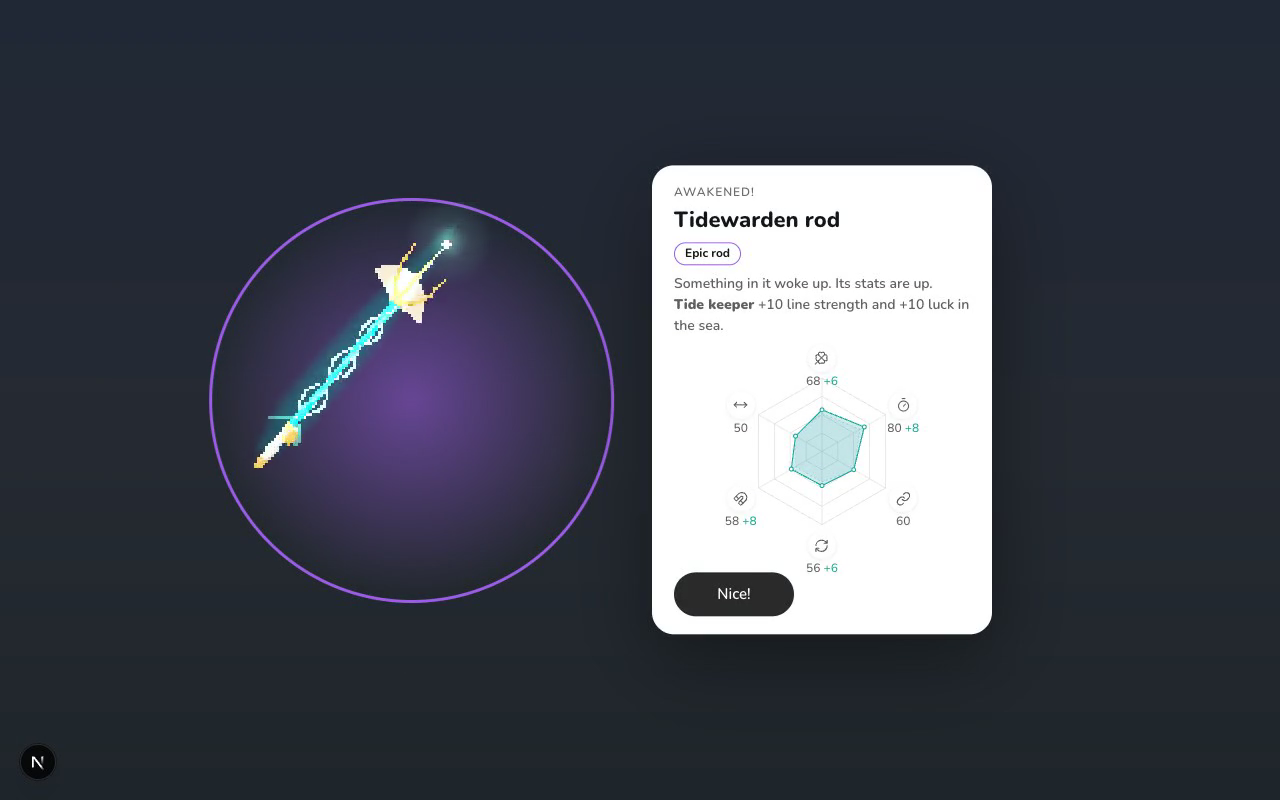 AWAKENED!
Tidewarden rod
Epic rod
Something in it woke up. Its stats are up.
Tide keeper +10 line strength and +10 luck in
the sea.
68 +6
50
80 +8
58 +8
60
56 +6
Nice!
N